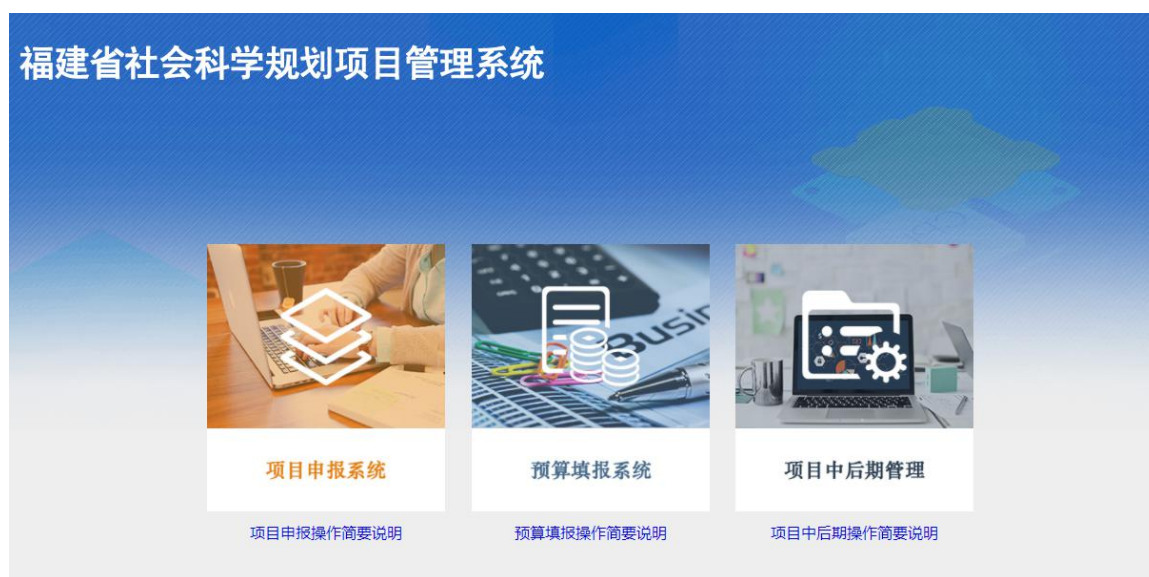 福建省社会科学规划项目管理系统
Busin
项目申报系统
预算填报系统
项目中后期管理
项目申报操作简要说明
预算填报操作简要说明
项目中后期操作简要说明